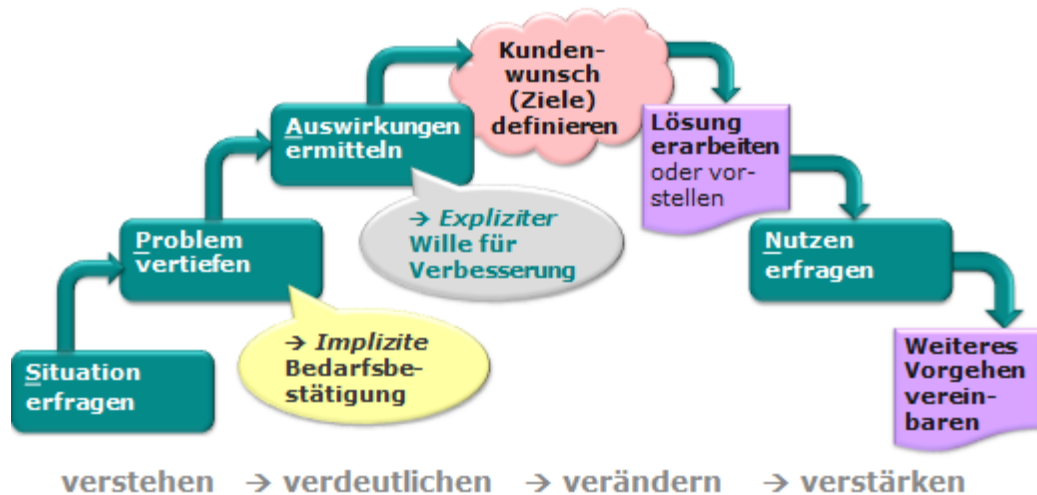 Situation
erfragen
Problem
vertiefen
→ Implizite
Bedarfsbe-
stätigung
Auswirkungen
ermitteln
→ Expliziter
Wille für
Verbesserung
Kunden-
wunsch
(Ziele)
definieren
Lösung
erarbeiten
oder vor-
stellen
Nutzen
erfragen
Weiteres
Vorgehen
verein-
baren
verstehen → verdeutlichen → verändern → verstärken